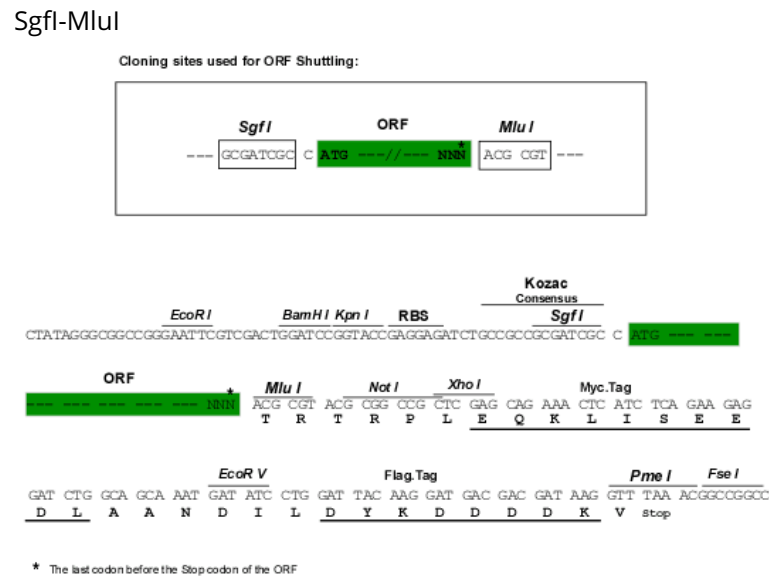 SgfI-MluI
Cloning sites used for ORF Shuttling:
Sgf I ORF Mlu I
--- GCGATCGC C ATG ---//--- NNN* ACG CGT ---
Kozac
Consensus
EcoR I BamH I Kpn I RBS Sgf I
CTATAGGGCGGCCGGGAATTCGTCGACTGGATCCGGTACCGAGGAGATCTGCCGCCGCGATCGC C ATG --- ---
ORF
Mlu I Not I Xho I Myc.Tag
--- --- --- --- --- --- NNN* ACG CGT ACG CGG CCG CTC GAG CAG AAA CTC ATC TCA GAA GAG
T R T R P L E Q K L I S E E
EcoR V Flag.Tag Pme I Fse I
GAT CTG GCA GCA AAT GAT ATC CTG GAT TAC AAG GAT GAC GAC GAT AAG GTT TAA ACGGCCGGCC
D L A A N D I L D Y K D D D D K V Stop
* The last codon before the Stop codon of the ORF